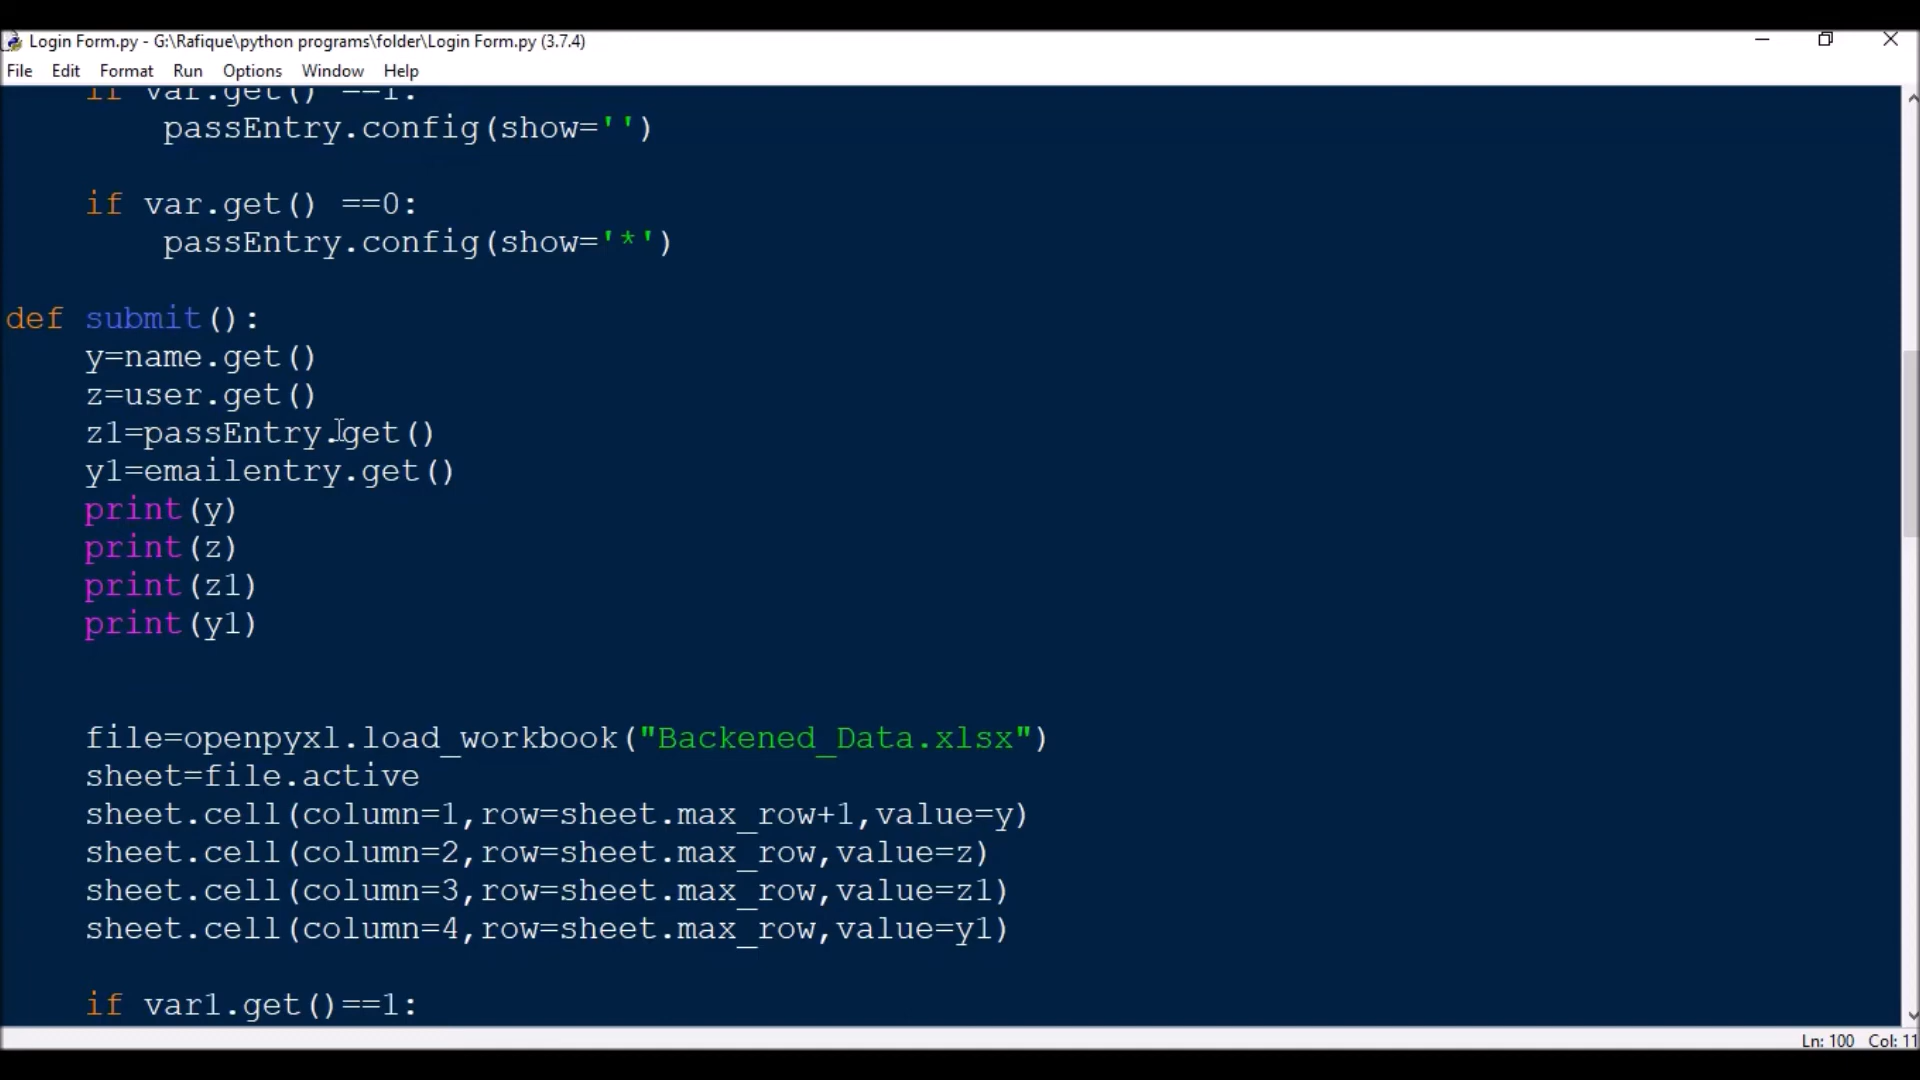 Login Form.py - G:\Rafique\python programs\folder\Login Form.py (3.7.4)
File Edit Format Run Options Window Help
if var.get() ==1:
passEntry.config(show='')
if var.get() ==0:
passEntry.config(show='*')
def submit():
y=name.get()
z=user.get()
z1=passEntry.get()
y1=emailentry.get()
print(y)
print(z)
print(z1)
print(y1)
file=openpyxl.load_workbook("Backened_Data.xlsx")
sheet=file.active
sheet.cell(column=1,row=sheet.max_row+1,value=y)
sheet.cell(column=2,row=sheet.max_row,value=z)
sheet.cell(column=3,row=sheet.max_row,value=z1)
sheet.cell(column=4,row=sheet.max_row,value=y1)
if var1.get()==1:
Ln: 100 Col: 11